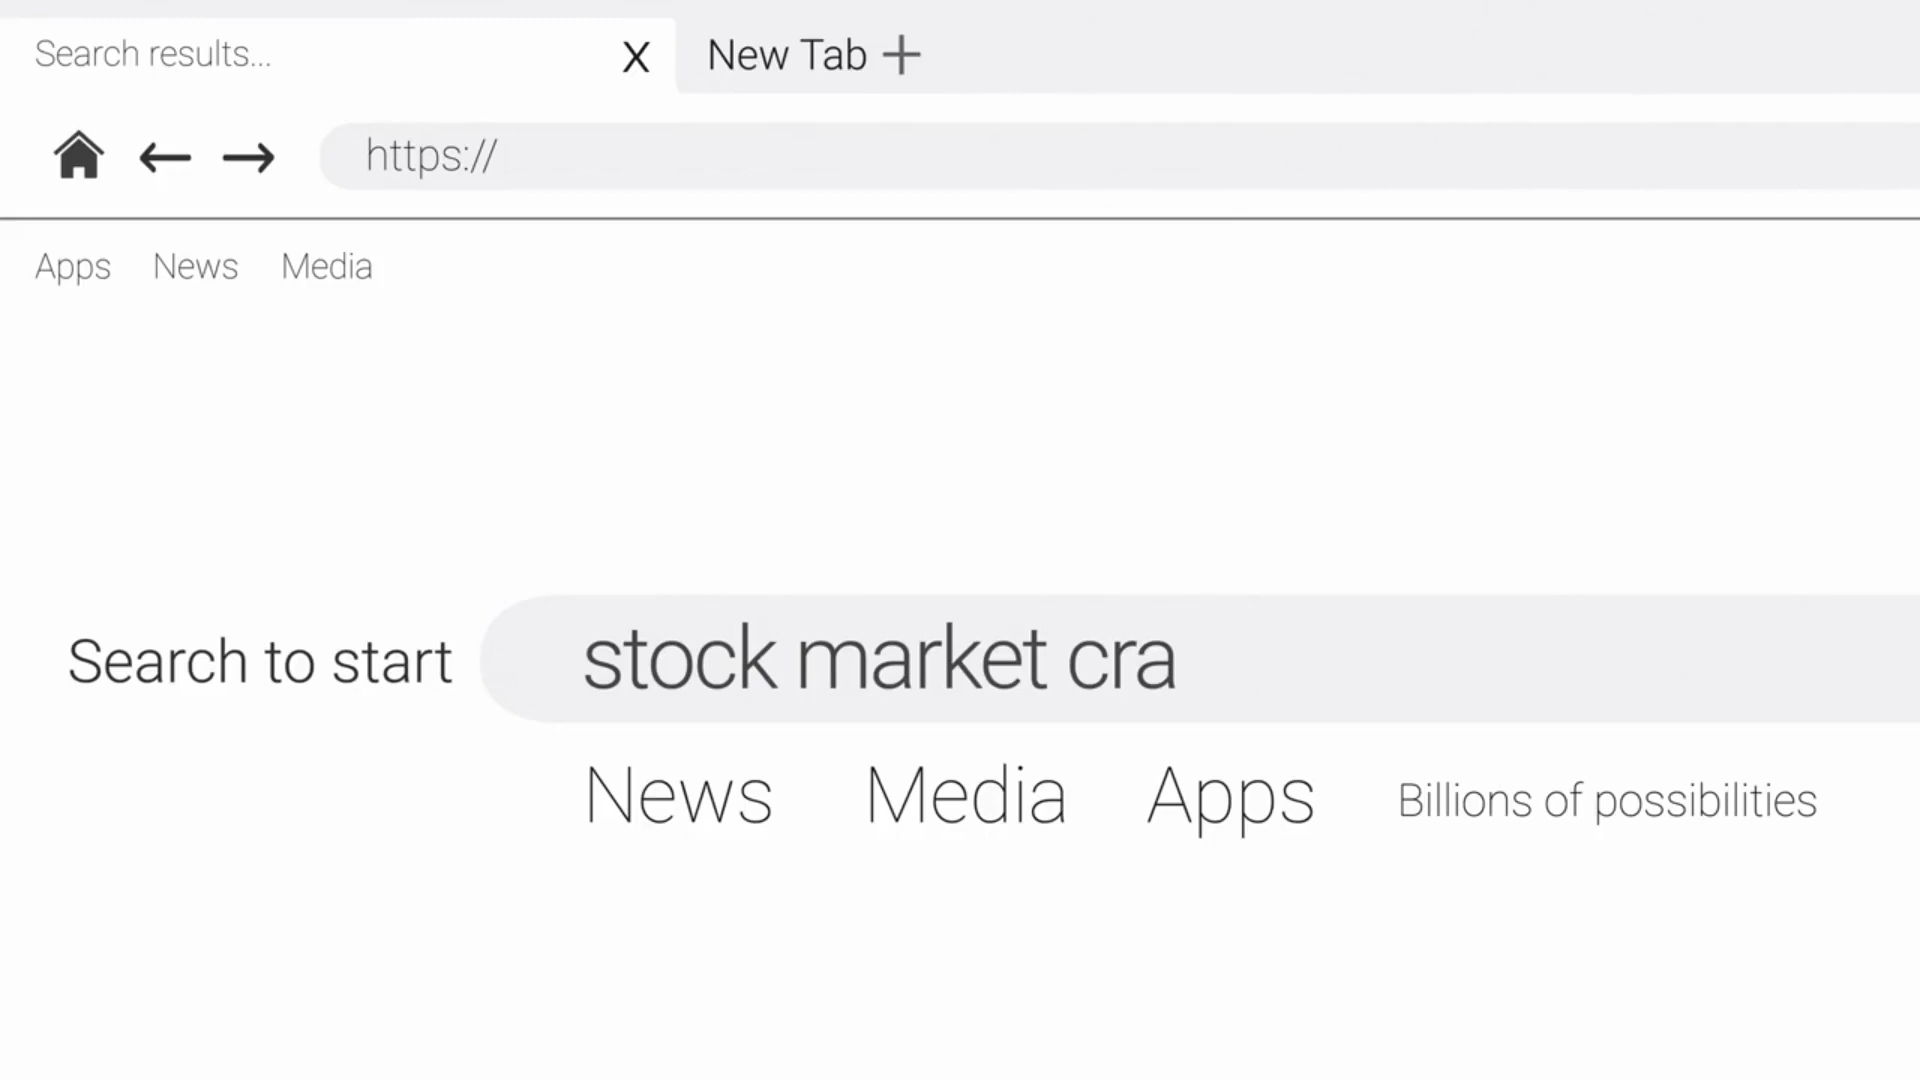 Search results... X New Tab +
https://
Apps News Media
Search to start stock market cra
News Media Apps Billions of possibilities